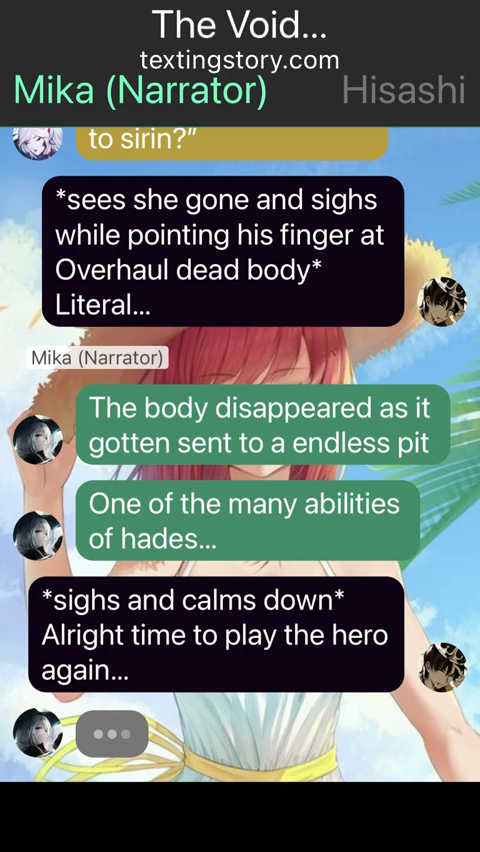 The Void...
textingstory.com
Mika (Narrator) Hisashi
to sirin?”
*sees she gone and sighs
while pointing his finger at
Overhaul dead body*
Literal...
Mika (Narrator)
The body disappeared as it
gotten sent to a endless pit
One of the many abilities
of hades...
*sighs and calms down*
Alright time to play the hero
again...